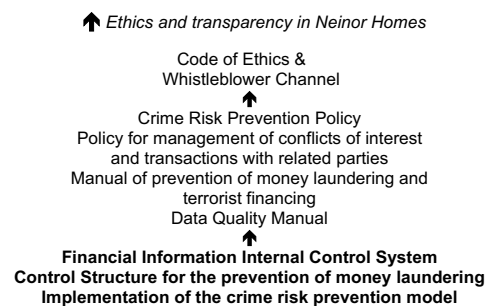 Ethics and transparency in Neinor Homes
Code of Ethics &
Whistleblower Channel
Crime Risk Prevention Policy
Policy for management of conflicts of interest
and transactions with related parties
Manual of prevention of money laundering and
terrorist financing
Data Quality Manual
Financial Information Internal Control System
Control Structure for the prevention of money laundering
Implementation of the crime risk prevention model